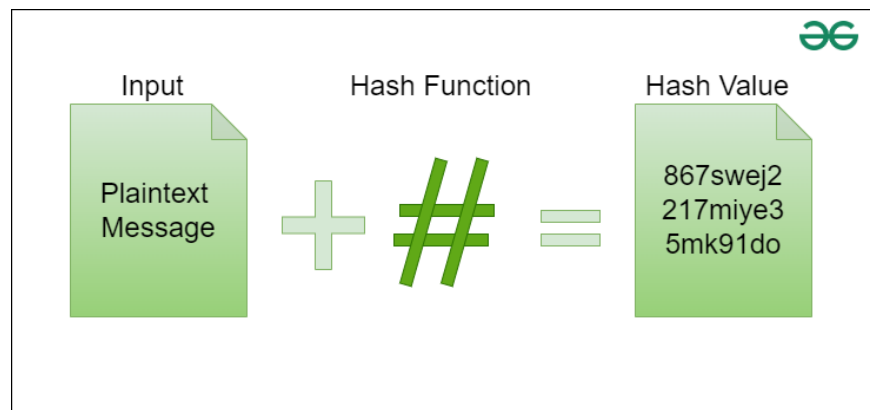 Input
Hash Function
Hash Value
Plaintext
Message
+
#
=
867swej2
217miye3
5mk91do